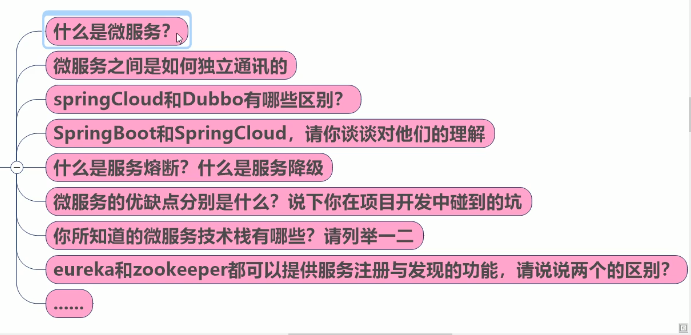 什么是微服务？
微服务之间是如何独立通讯的
springCloud和Dubbo有哪些区别？
SpringBoot和SpringCloud，请你谈谈对他们的理解
什么是服务熔断？什么是服务降级
微服务的优缺点分别是什么？说下你在项目开发中碰到的坑
你所知道的微服务技术栈有哪些？请列举一二
eureka和zookeeper都可以提供服务注册与发现的功能，请说说两个的区别？
......